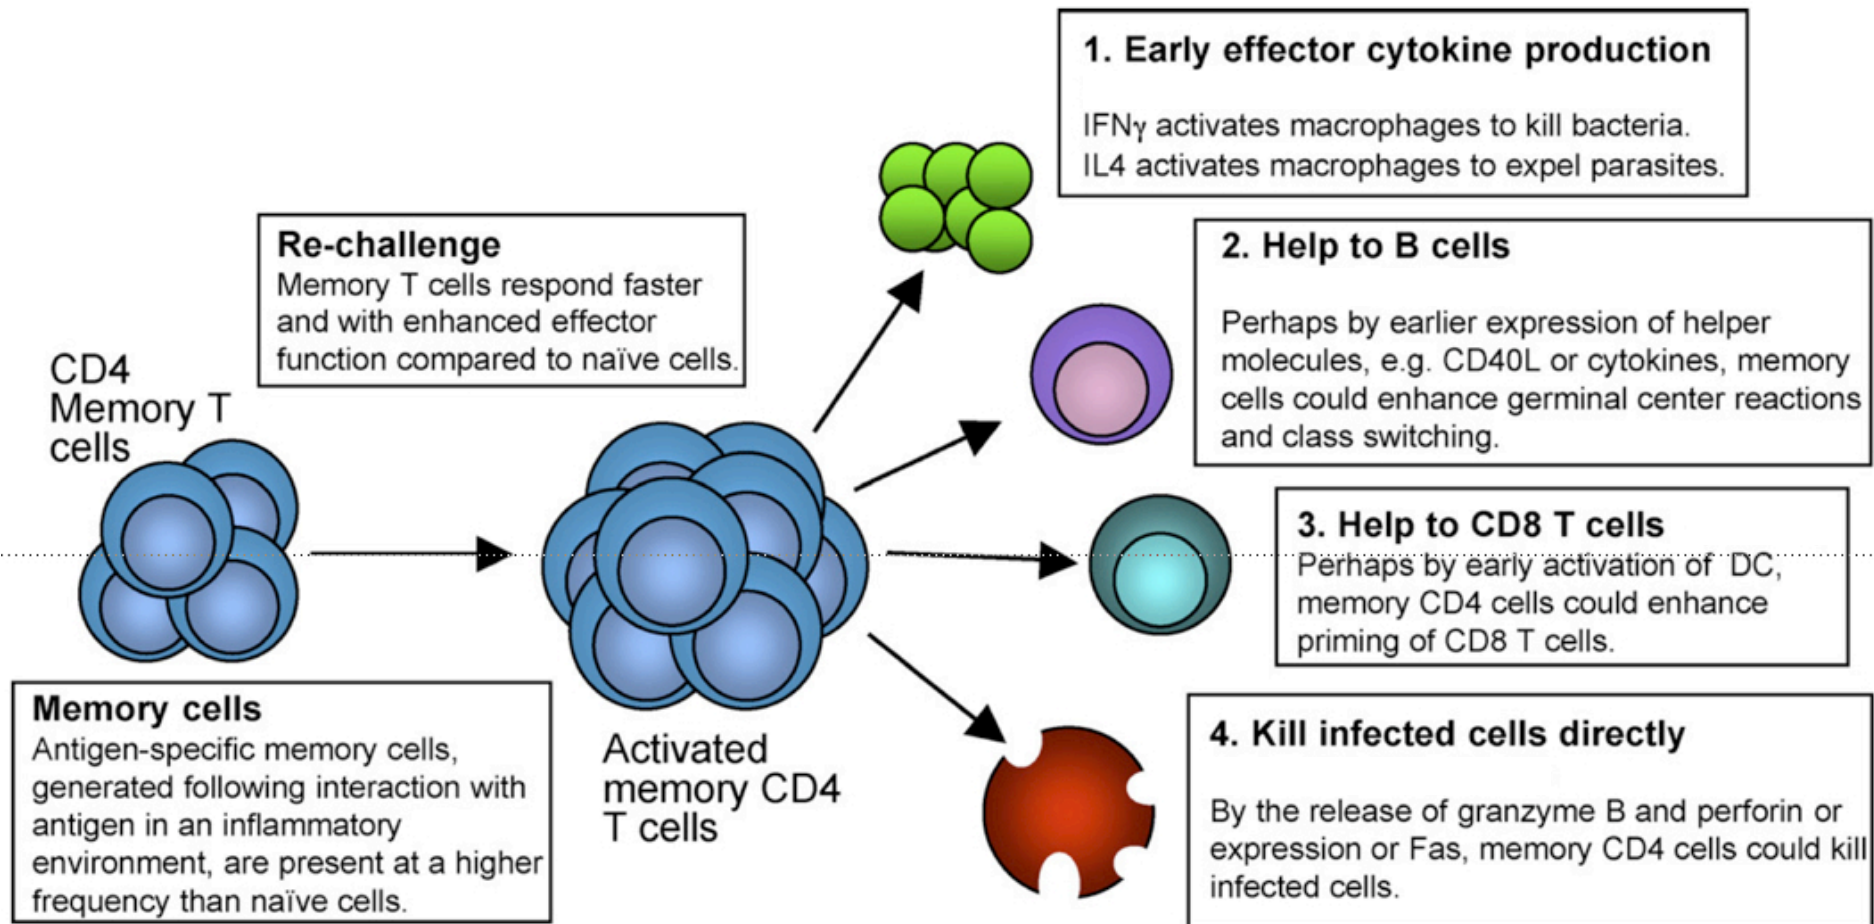 1. Early effector cytokine production
IFNγ activates macrophages to kill bacteria.
IL4 activates macrophages to expel parasites.
Re-challenge
Memory T cells respond faster
and with enhanced effector
function compared to naïve cells.
2. Help to B cells
Perhaps by earlier expression of helper
molecules, e.g. CD40L or cytokines, memory
cells could enhance germinal center reactions
and class switching.
CD4
Memory T
cells
3. Help to CD8 T cells
Perhaps by early activation of DC,
memory CD4 cells could enhance
priming of CD8 T cells.
Memory cells
Antigen-specific memory cells,
generated following interaction with
antigen in an inflammatory
environment, are present at a higher
frequency than naïve cells.
Activated
memory CD4
T cells
4. Kill infected cells directly
By the release of granzyme B and perforin or
expression or Fas, memory CD4 cells could kill
infected cells.